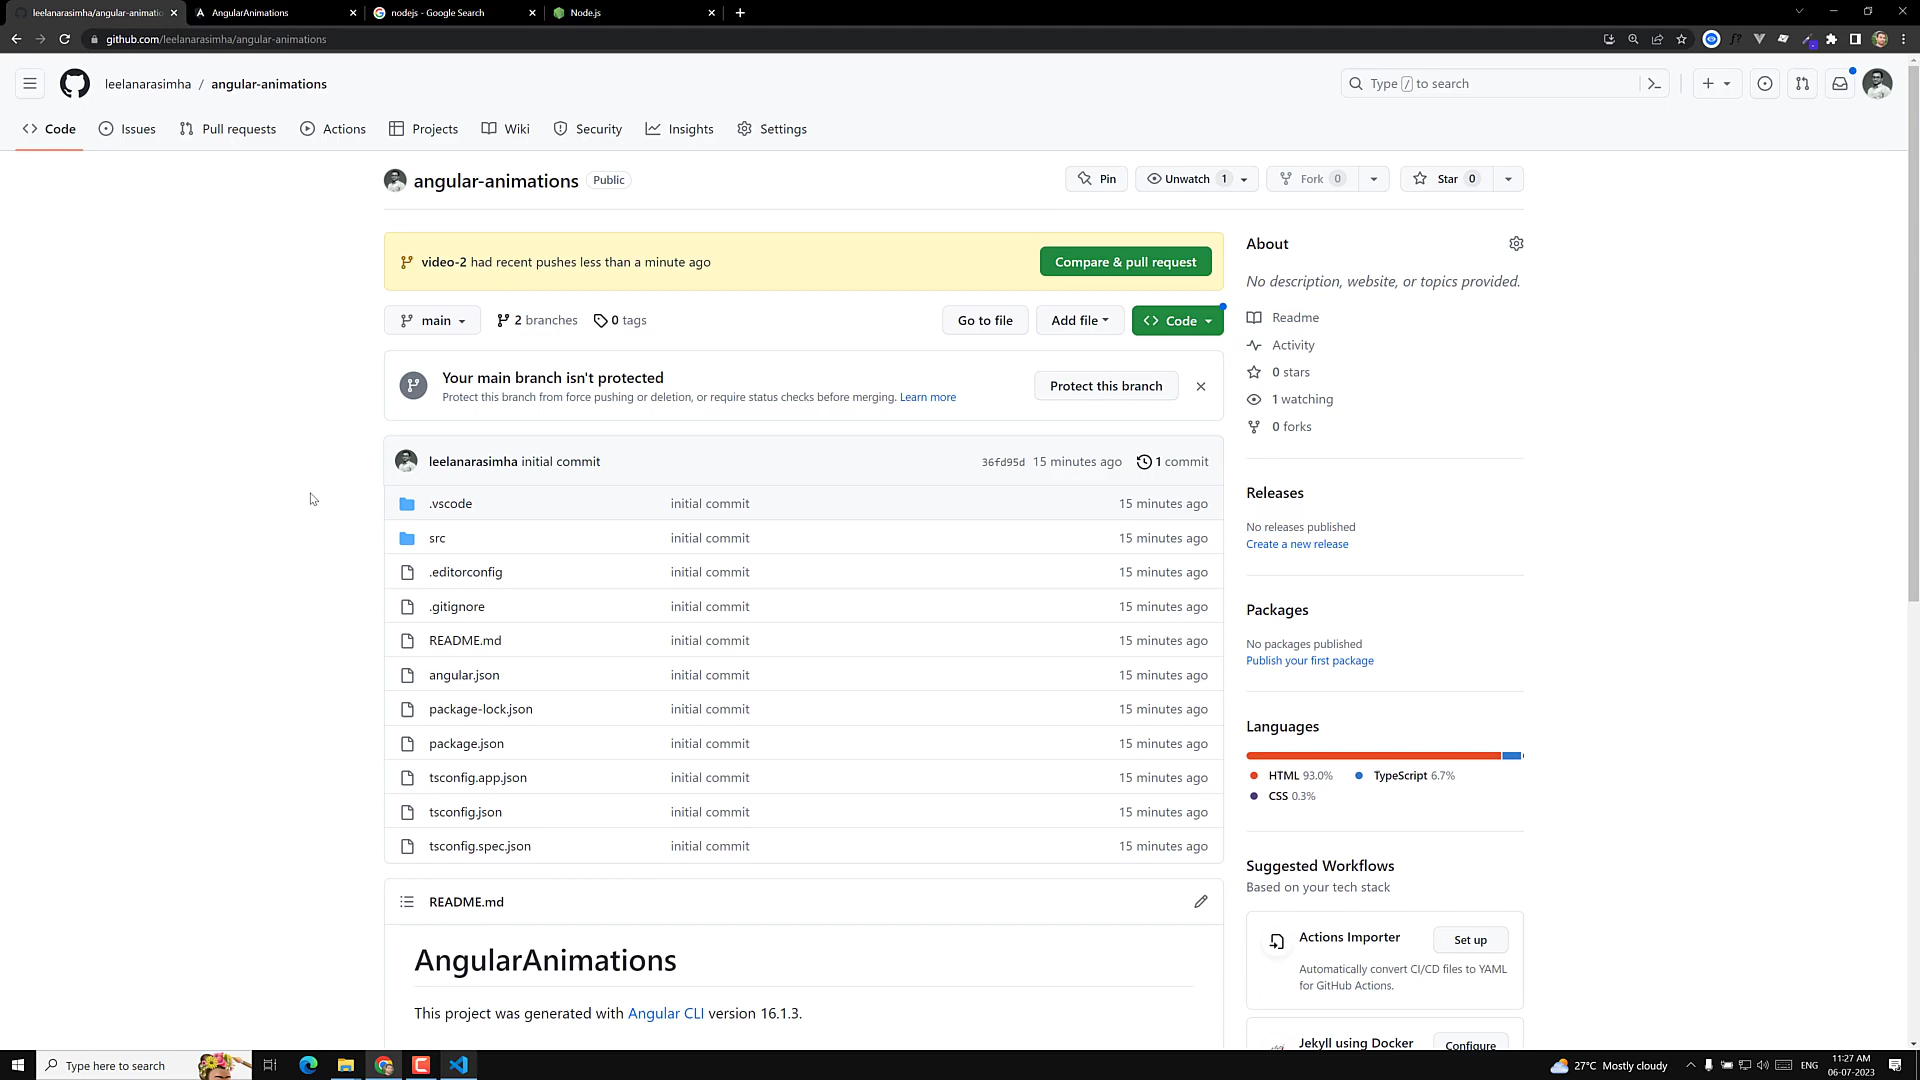 leelanarasimha/angular-animatio
AngularAnimations
nodejs - Google Search
Node.js
github.com/leelanarasimha/angular-animations
leelanarasimha / angular-animations
Type / to search
Code
Issues
Pull requests
Actions
Projects
Wiki
Security
Insights
Settings
angular-animations Public
Pin
Unwatch 1
Fork 0
Star 0
video-2 had recent pushes less than a minute ago
Compare & pull request
main
2 branches
0 tags
Go to file
Add file
Code
Your main branch isn't protected
Protect this branch from force pushing or deletion, or require status checks before merging. Learn more
Protect this branch
leelanarasimha initial commit 36fd95d 15 minutes ago 1 commit
.vscode initial commit 15 minutes ago
src initial commit 15 minutes ago
.editorconfig initial commit 15 minutes ago
.gitignore initial commit 15 minutes ago
README.md initial commit 15 minutes ago
angular.json initial commit 15 minutes ago
package-lock.json initial commit 15 minutes ago
package.json initial commit 15 minutes ago
tsconfig.app.json initial commit 15 minutes ago
tsconfig.json initial commit 15 minutes ago
tsconfig.spec.json initial commit 15 minutes ago
README.md
AngularAnimations
This project was generated with Angular CLI version 16.1.3.
About
No description, website, or topics provided.
Readme
Activity
0 stars
1 watching
0 forks
Releases
No releases published
Create a new release
Packages
No packages published
Publish your first package
Languages
HTML 93.0% TypeScript 6.7%
CSS 0.3%
Suggested Workflows
Based on your tech stack
Actions Importer
Set up
Automatically convert CI/CD files to YAML
for GitHub Actions.
Jekyll using Docker
Configure
Type here to search
27°C Mostly cloudy
ENG
11:27 AM
06-07-2023